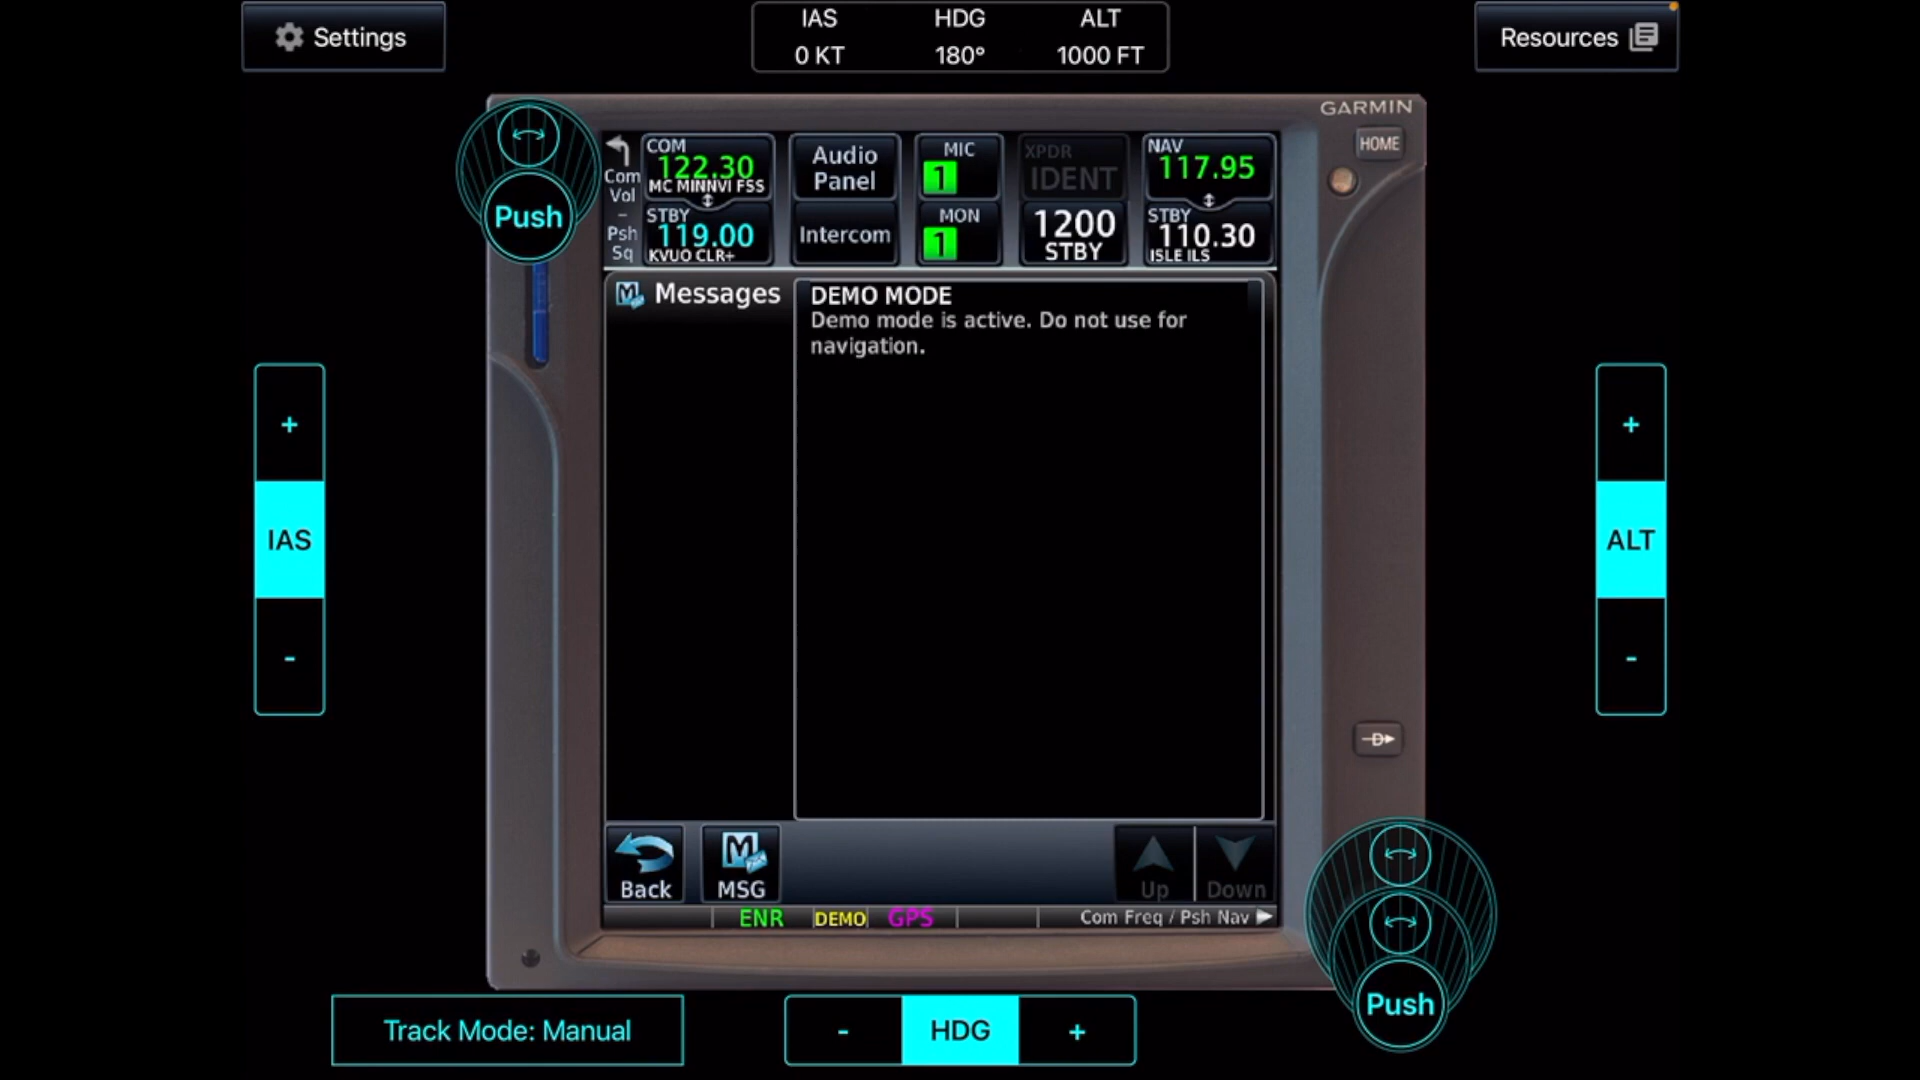 Settings
IAS
HDG
ALT
0 KT
180°
1000 FT
Resources
GARMIN
HOME
Push
Com
Vol
-
Psh
Sq
COM
122.30
MC MINNVI FSS
STBY
119.00
KVUO CLR+
Audio
Panel
Intercom
MIC
1
MON
1
XPDR
IDENT
1200
STBY
NAV
117.95
STBY
110.30
ISLE ILS
Messages
DEMO MODE
Demo mode is active. Do not use for
navigation.
+
IAS
-
+
ALT
-
D
Back
MSG
Up
Down
ENR
DEMO
GPS
Com Freq / Psh Nav
Push
Track Mode: Manual
-
HDG
+